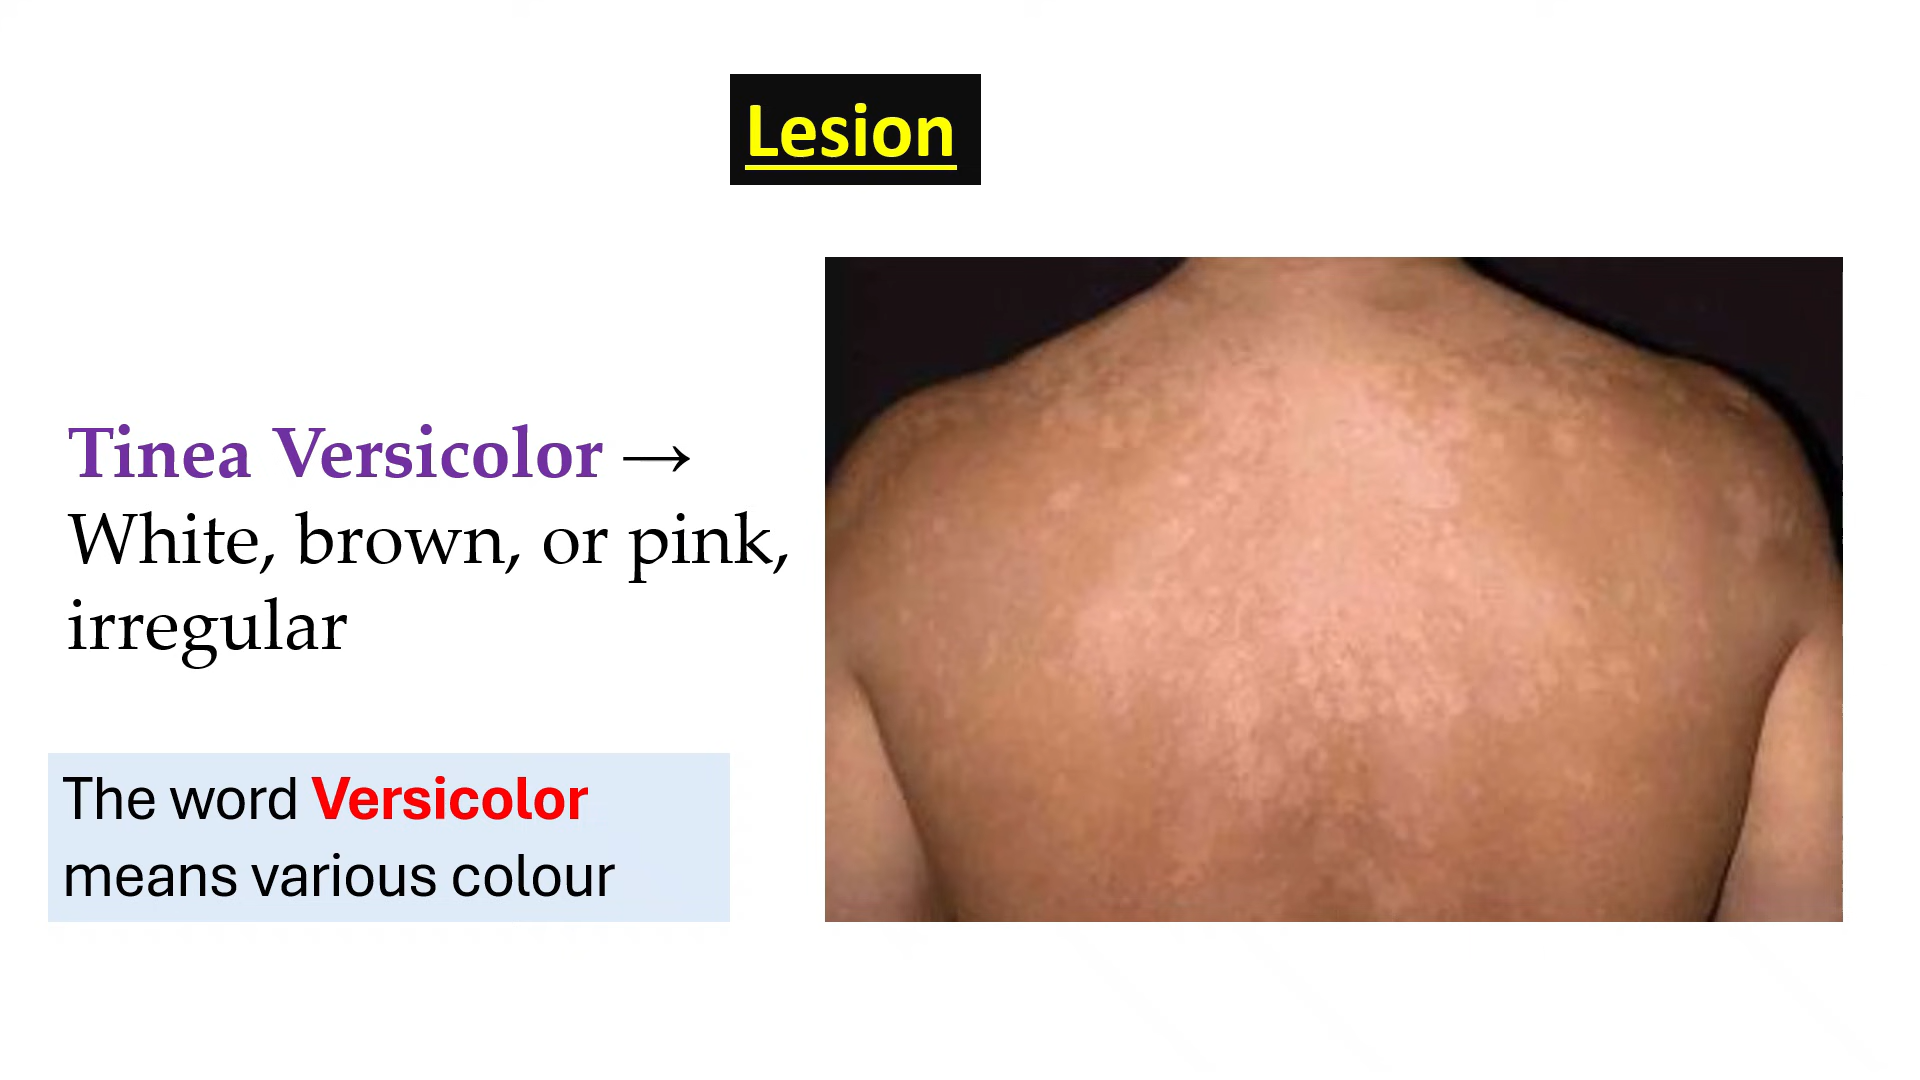 Lesion
Tinea Versicolor →
White, brown, or pink,
irregular
The word Versicolor
means various colour